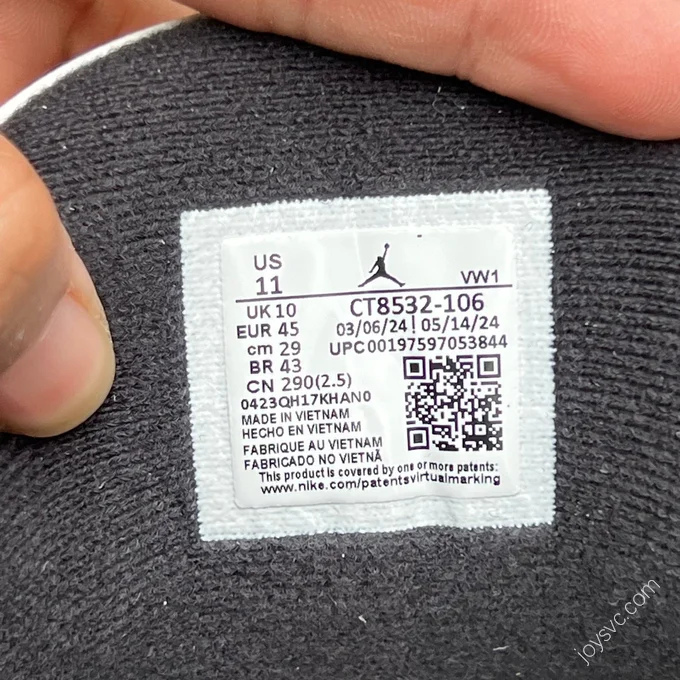 US
11
VW1
UK 10
CT8532-106
EUR 45
03/06/24 | 05/14/24
cm 29
UPC00197597053844
BR 43
CN 290(2.5)
0423QH17KHAN0
MADE IN VIETNAM
HECHO EN VIETNAM
FABRIQUE AU VIETNAM
FABRICADO NO VIETNÃ
This product is covered by one or more patents:
www.nike.com/patentsvirtualmarking
joysvc.com